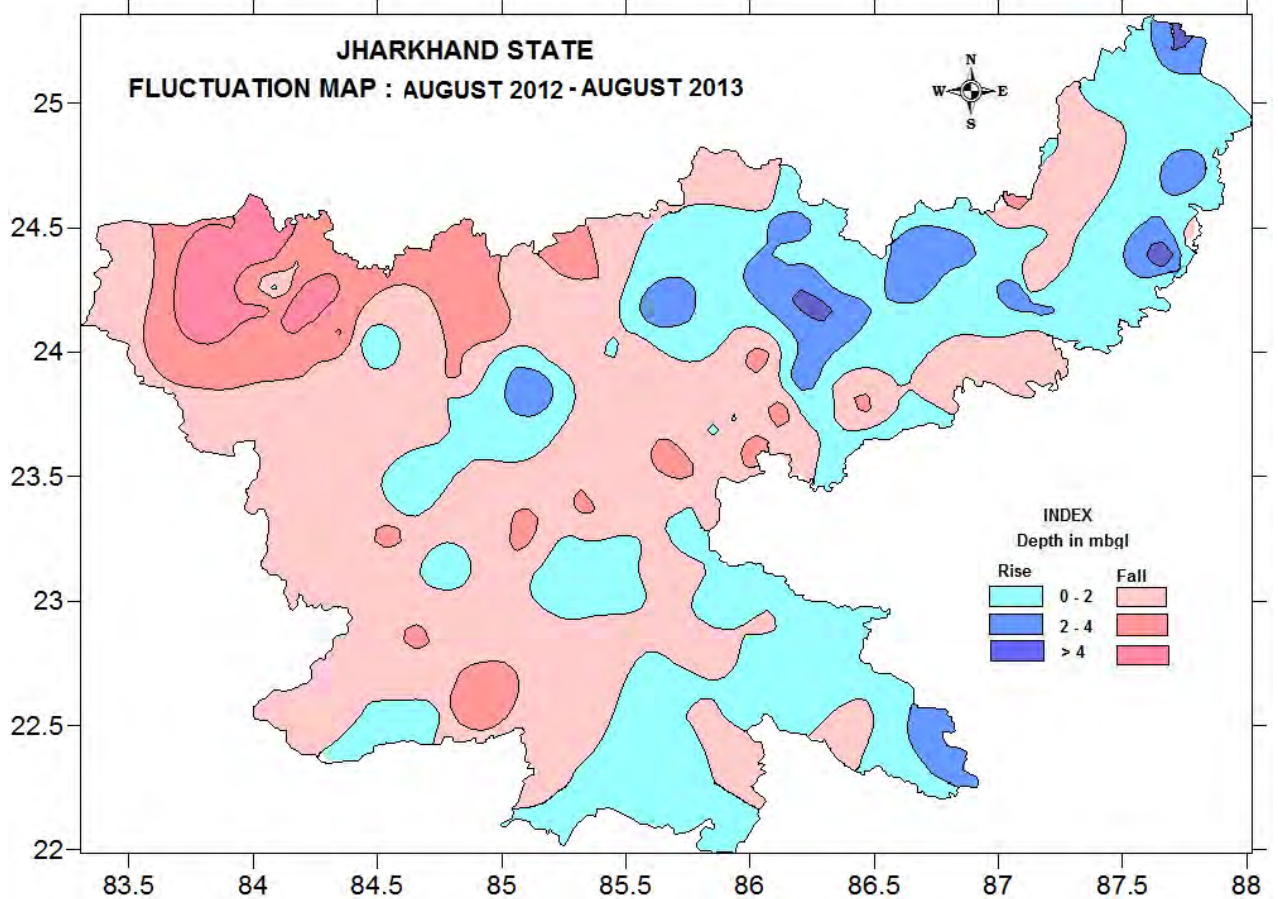 JHARKHAND STATE
FLUCTUATION MAP : AUGUST 2012 - AUGUST 2013
N
W E
S
25
24.5
24
23.5
23
22.5
22
INDEX
Depth in mbgl
Rise Fall
0 - 2
2 - 4
> 4
83.5 84 84.5 85 85.5 86 86.5 87 87.5 88